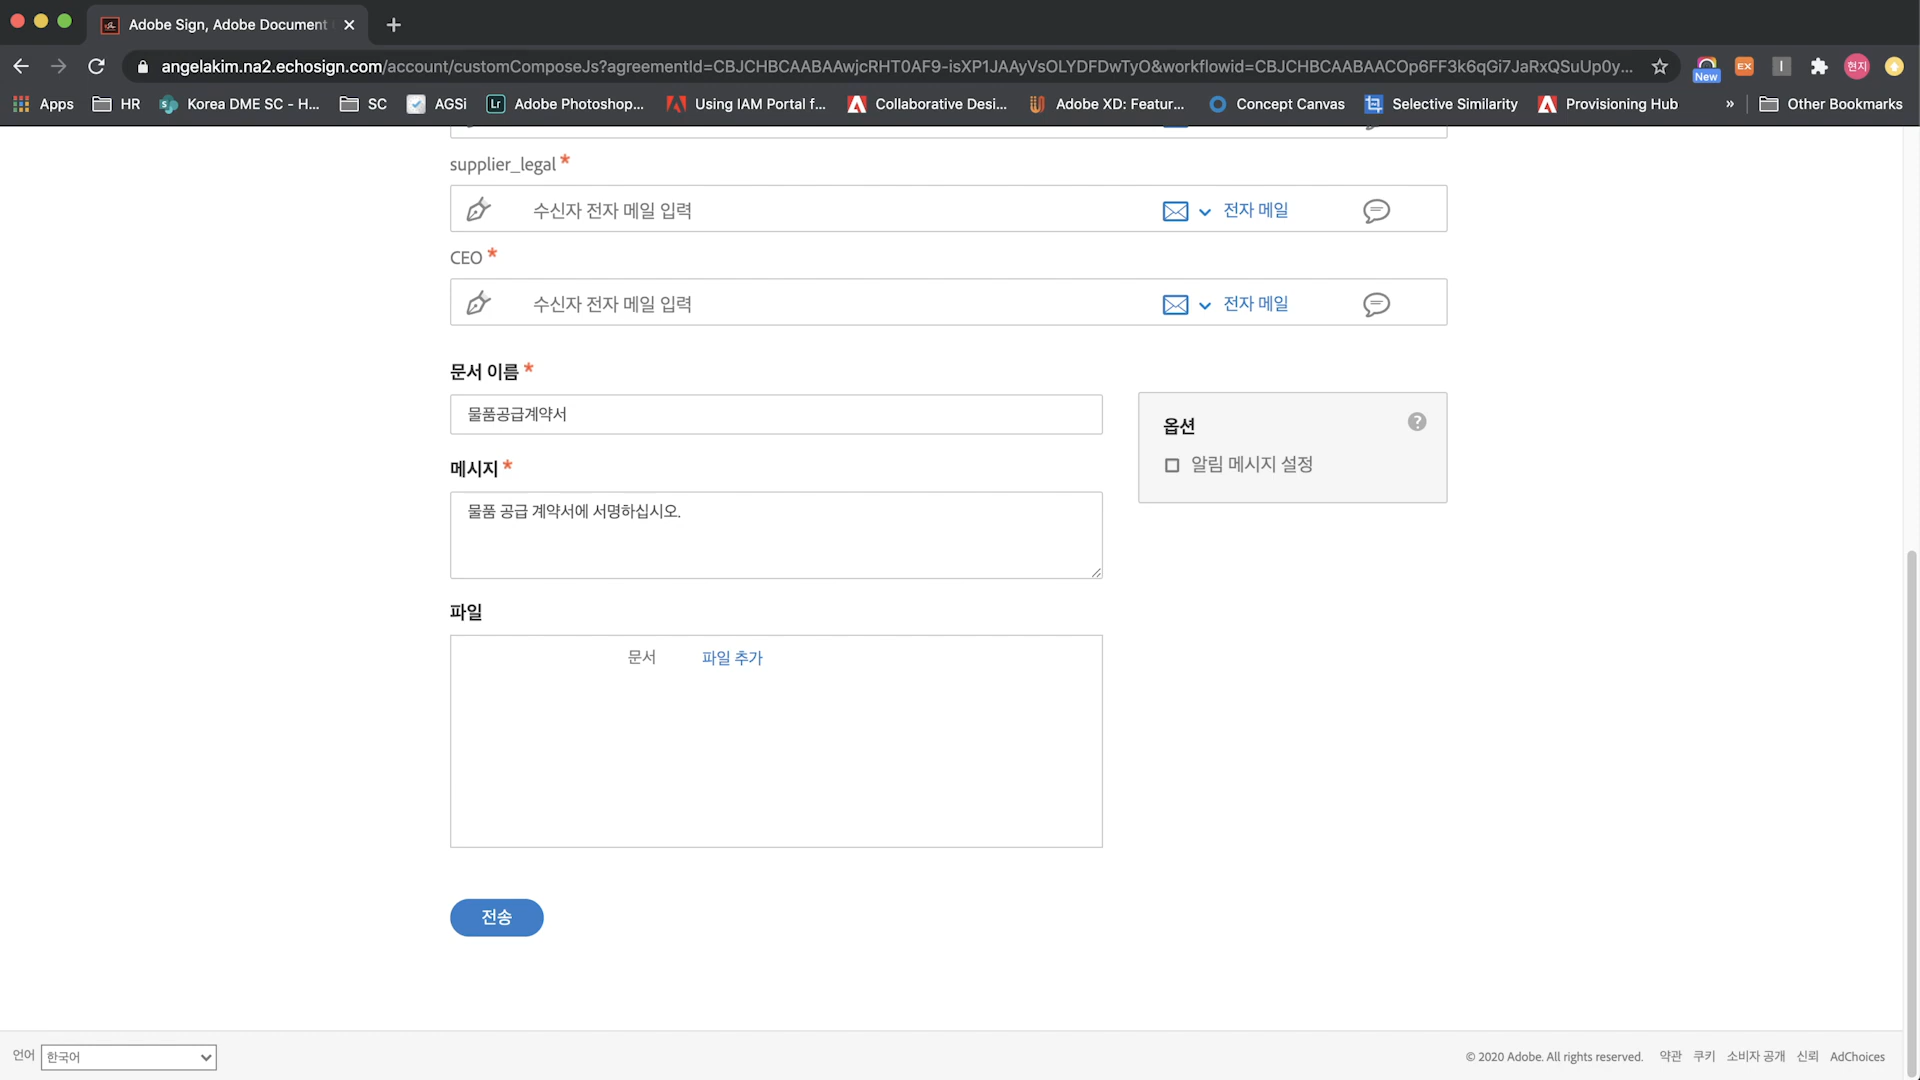 Adobe Sign, Adobe Document
angelakim.na2.echosign.com/account/customComposeJs?agreementId=CBJCHBCAABAAwjcRHT0AF9-isXP1JAAyVsOLYDFDwTyO&workflowid=CBJCHBCAABAACOp6FF3k6qGi7JaRxQSuUp0y...
New
EX
현지
Apps HR Korea DME SC - H... SC AGSi Lr Adobe Photoshop... Using IAM Portal f... Collaborative Desi... Adobe XD: Featur... Concept Canvas Selective Similarity Provisioning Hub » Other Bookmarks
supplier_legal *
수신자 전자 메일 입력 전자 메일
CEO *
수신자 전자 메일 입력 전자 메일
문서 이름 *
물품공급계약서
옵션 ?
알림 메시지 설정
메시지 *
물품 공급 계약서에 서명하십시오.
파일
문서 파일 추가
전송
언어 한국어
© 2020 Adobe. All rights reserved. 약관 쿠키 소비자 공개 신뢰 AdChoices